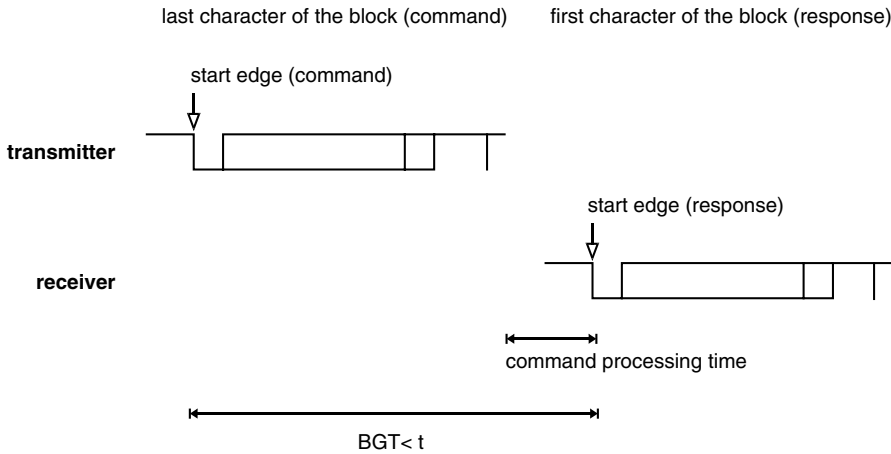 last character of the block (command) first character of the block (response)
start edge (command)
transmitter
start edge (response)
receiver
command processing time
BGT< t